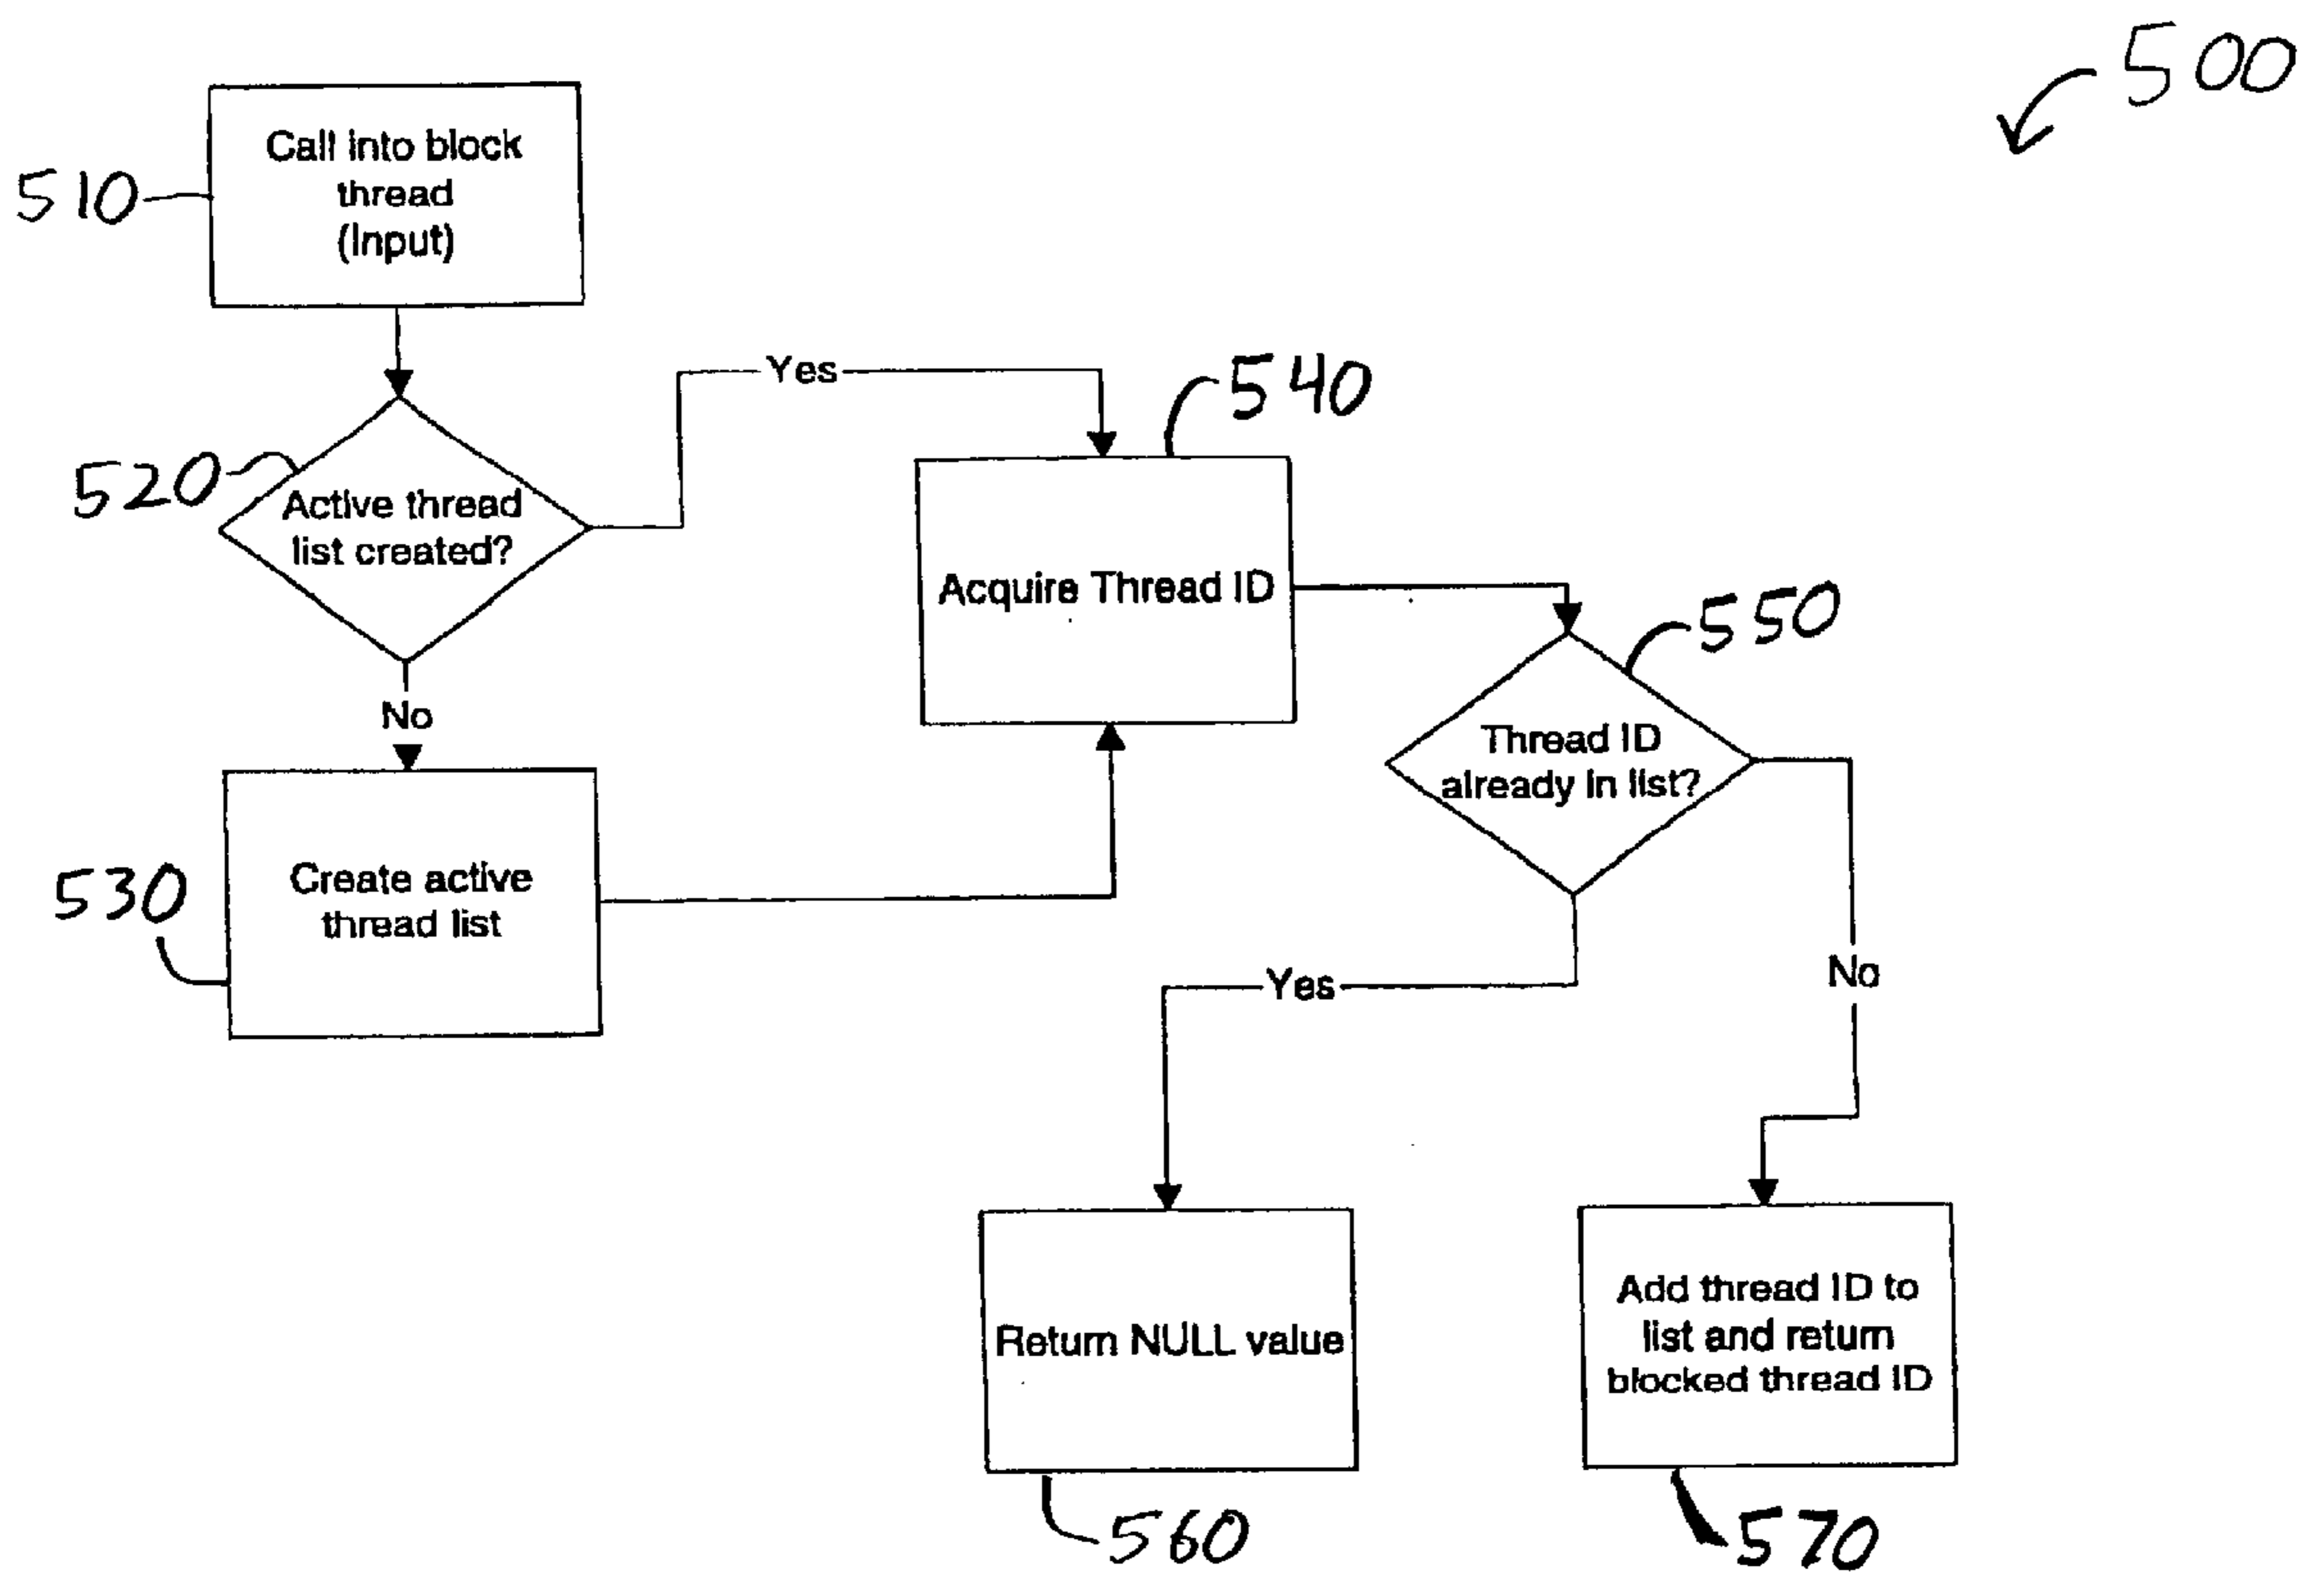 500
Call into block
thread
(Input)
510
Yes
540
520
Active thread
list created?
Acquire Thread ID
550
No
Thread ID
already in list?
530
Create active
thread list
Yes
No
Return NULL value
Add thread ID to
list and return
blocked thread ID
560
570